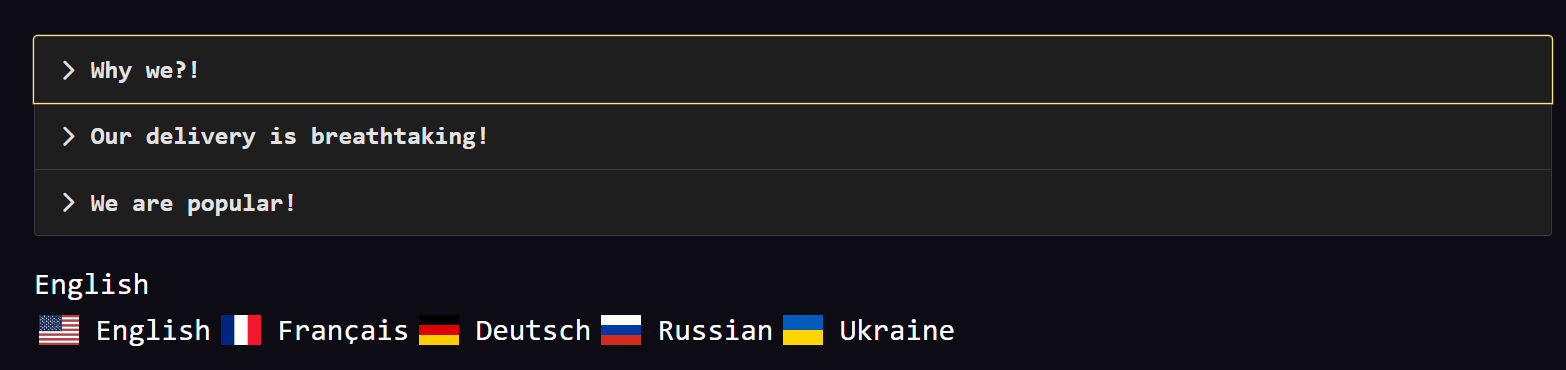 Why we?!
Our delivery is breathtaking!
We are popular!
English
English Français Deutsch Russian Ukraine